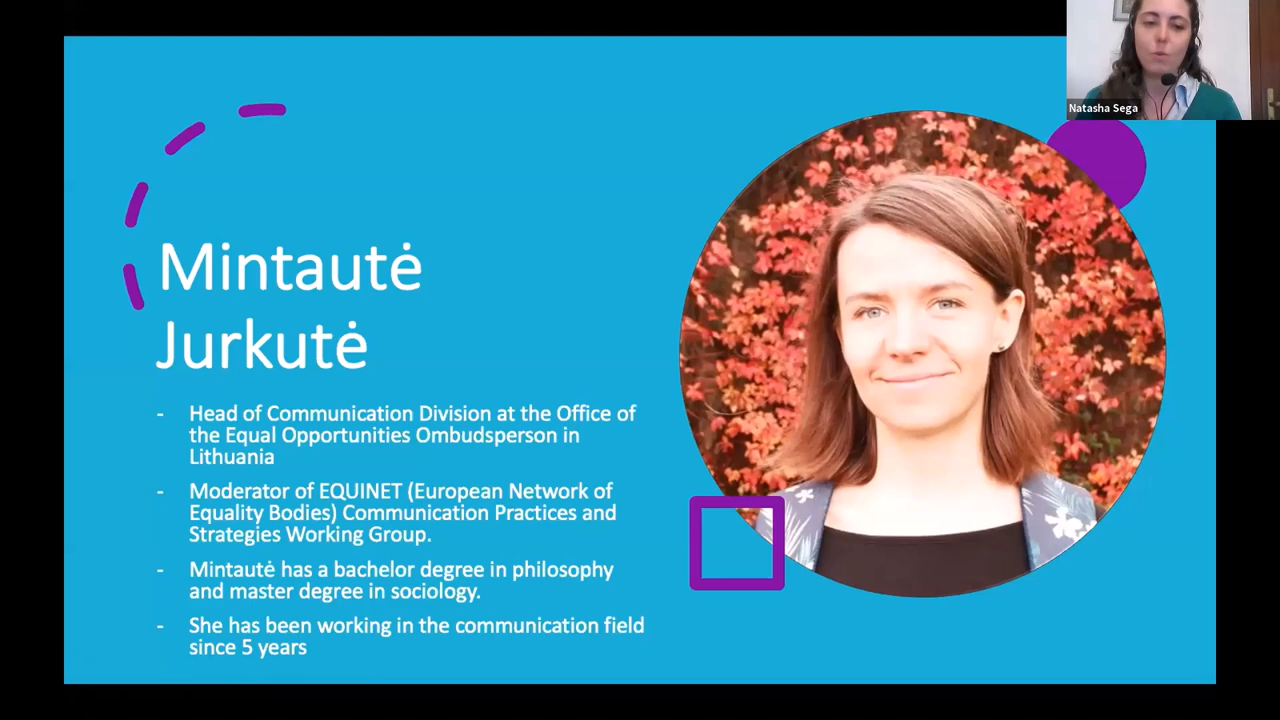 Natasha Sega
Mintautė
Jurkutė
- Head of Communication Division at the Office of
the Equal Opportunities Ombudsperson in
Lithuania
- Moderator of EQUINET (European Network of
Equality Bodies) Communication Practices and
Strategies Working Group.
- Mintautė has a bachelor degree in philosophy
and master degree in sociology.
- She has been working in the communication field
since 5 years